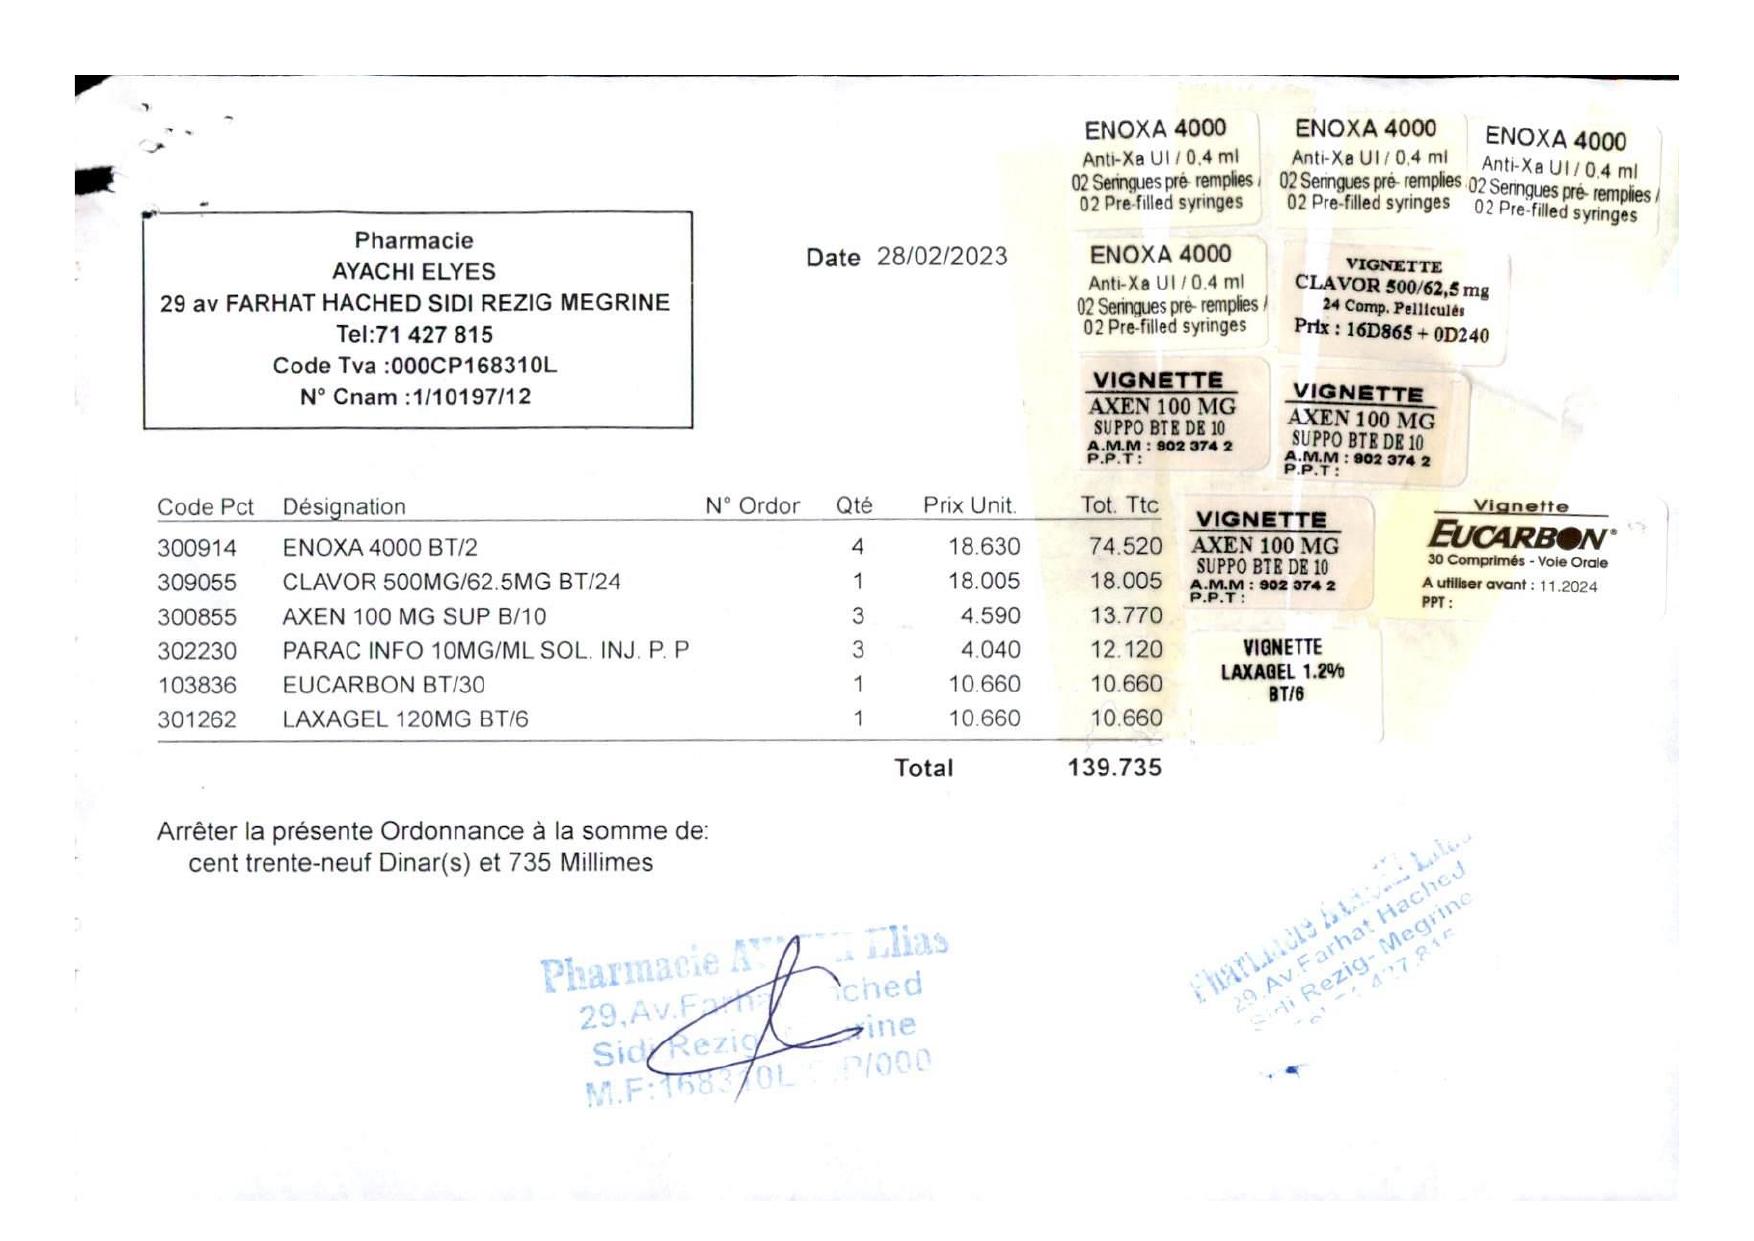 Pharmacie
AYACHI ELYES
29 av FARHAT HACHED SIDI REZIG MEGRINE
Tel:71 427 815
Code Tva :000CP168310L
N° Cnam :1/10197/12
Date 28/02/2023
ENOXA 4000
Anti-Xa UI / 0,4 ml
02 Seringues pré- remplies /
02 Pre-filled syringes
ENOXA 4000
Anti-Xa UI / 0,4 ml
02 Seringues pré- remplies
02 Pre-filled syringes
ENOXA 4000
Anti-Xa UI / 0,4 ml
02 Seringues pré- remplies /
02 Pre-filled syringes
ENOXA 4000
Anti-Xa UI / 0,4 ml
02 Seringues pré- remplies /
02 Pre-filled syringes
VIGNETTE
CLAVOR 500/62,5 mg
24 Comp. Pelliculés
Prix : 16D865 + 0D240
VIGNETTE
AXEN 100 MG
SUPPO BTE DE 10
A.M.M : 902 374 2
P.P.T :
VIGNETTE
AXEN 100 MG
SUPPO BTE DE 10
A.M.M : 902 374 2
P.P.T :
VIGNETTE
AXEN 100 MG
SUPPO BTE DE 10
A.M.M : 902 374 2
P.P.T :
Vignette
EUCARBON®
30 Comprimés - Voie Orale
A utiliser avant : 11.2024
PPT :
VIGNETTE
LAXAGEL 1.2%
BT/6
Code Pct Désignation N° Ordor Qté Prix Unit. Tot. Ttc
300914 ENOXA 4000 BT/2 4 18.630 74.520
309055 CLAVOR 500MG/62.5MG BT/24 1 18.005 18.005
300855 AXEN 100 MG SUP B/10 3 4.590 13.770
302230 PARAC INFO 10MG/ML SOL. INJ. P. P 3 4.040 12.120
103836 EUCARBON BT/30 1 10.660 10.660
301262 LAXAGEL 120MG BT/6 1 10.660 10.660
Total 139.735
Arrêter la présente Ordonnance à la somme de:
cent trente-neuf Dinar(s) et 735 Millimes
Pharmacie Elias
29,Av.Farhat
Sidi Rezig
M.F:168310L P/000
29,Av Farhat Hached
Sidi Rezig- Megrine